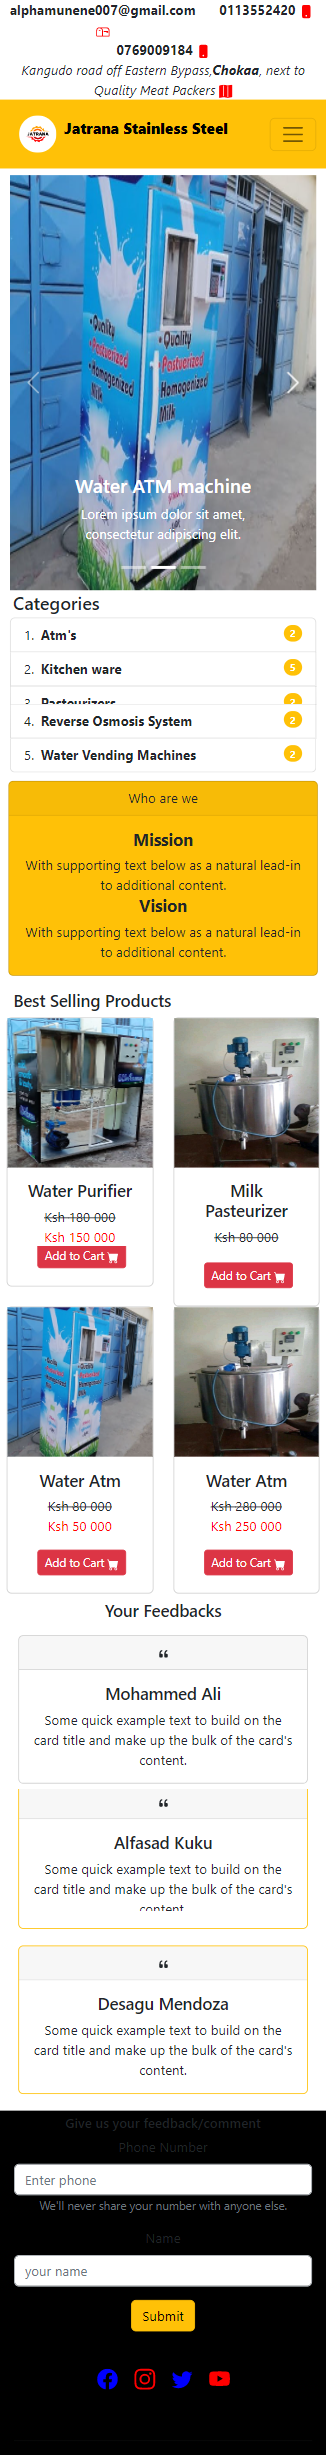 alphamunene007@gmail.com 0113552420
0769009184
Kangudo road off Eastern Bypass,Chokaa, next to
Quality Meat Packers
JATRANA
Jatrana Stainless Steel
•Quality
•Pasturized
•Homogenized
Milk
Water ATM machine
Lorem ipsum dolor sit amet,
consectetur adipiscing elit.
Categories
1. Atm's 2
2. Kitchen ware 5
3. Pasteurizers 2
4. Reverse Osmosis System 2
5. Water Vending Machines 2
Who are we
Mission
With supporting text below as a natural lead-in
to additional content.
Vision
With supporting text below as a natural lead-in
to additional content.
Best Selling Products
Water Purifier
Ksh 180 000
Ksh 150 000
Add to Cart
Milk
Pasteurizer
Ksh 80 000
Add to Cart
Water Atm
Ksh 80 000
Ksh 50 000
Add to Cart
Water Atm
Ksh 280 000
Ksh 250 000
Add to Cart
Your Feedbacks
“
Mohammed Ali
Some quick example text to build on the
card title and make up the bulk of the card's
content.
“
Alfasad Kuku
Some quick example text to build on the
card title and make up the bulk of the card's
content
“
Desagu Mendoza
Some quick example text to build on the
card title and make up the bulk of the card's
content.
Give us your feedback/comment
Phone Number
Enter phone
We'll never share your number with anyone else.
Name
your name
Submit